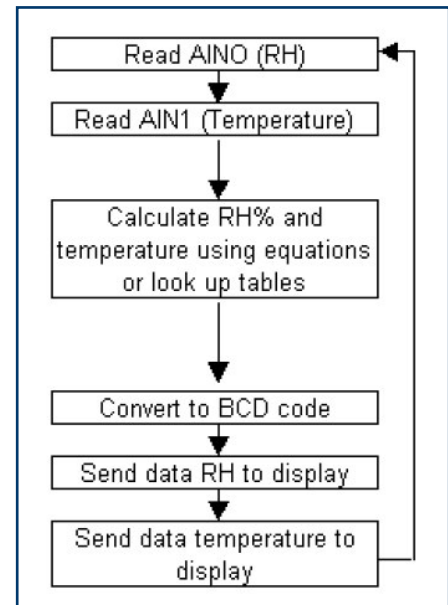 Read AINO (RH)
Read AIN1 (Temperature)
Calculate RH% and
temperature using equations
or look up tables
Convert to BCD code
Send data RH to display
Send data temperature to
display